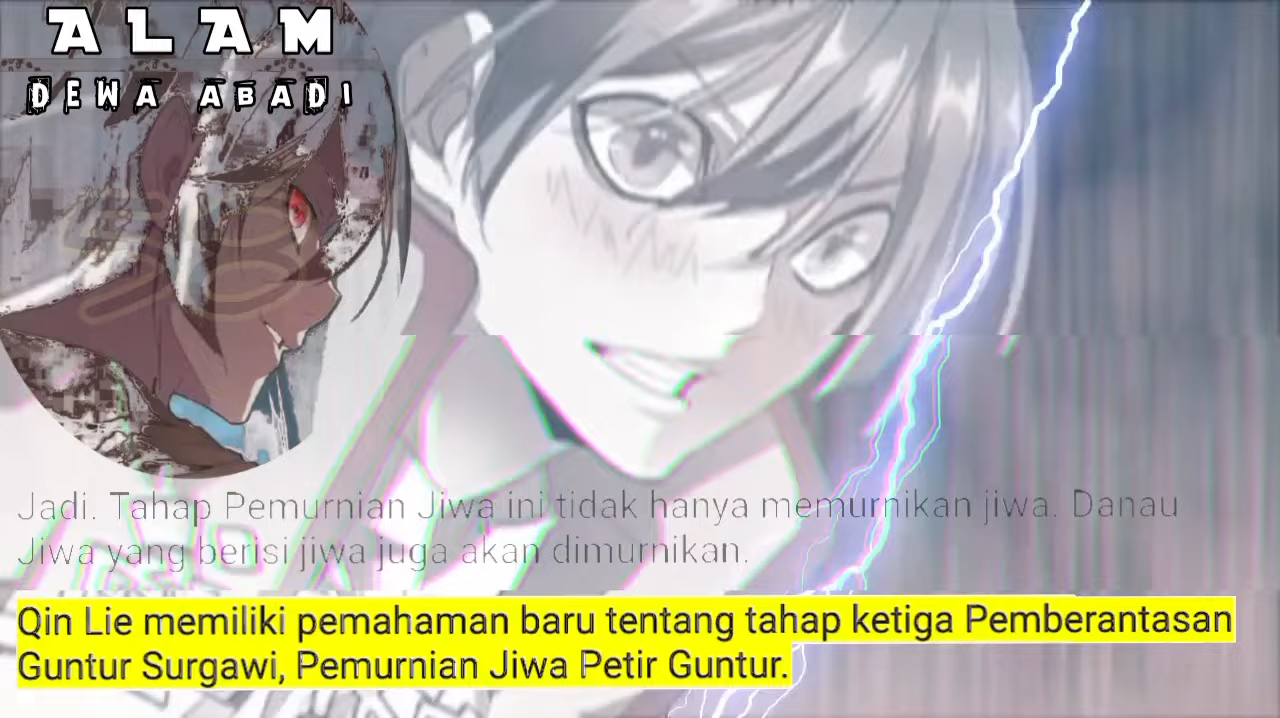 ALAM
DEWA ABADI
Jadi. Tahap Pemurnian Jiwa ini tidak hanya memurnikan jiwa. Danau
Jiwa yang berisi jiwa juga akan dimurnikan.
Qin Lie memiliki pemahaman baru tentang tahap ketiga Pemberantasan
Guntur Surgawi, Pemurnian Jiwa Petir Guntur.